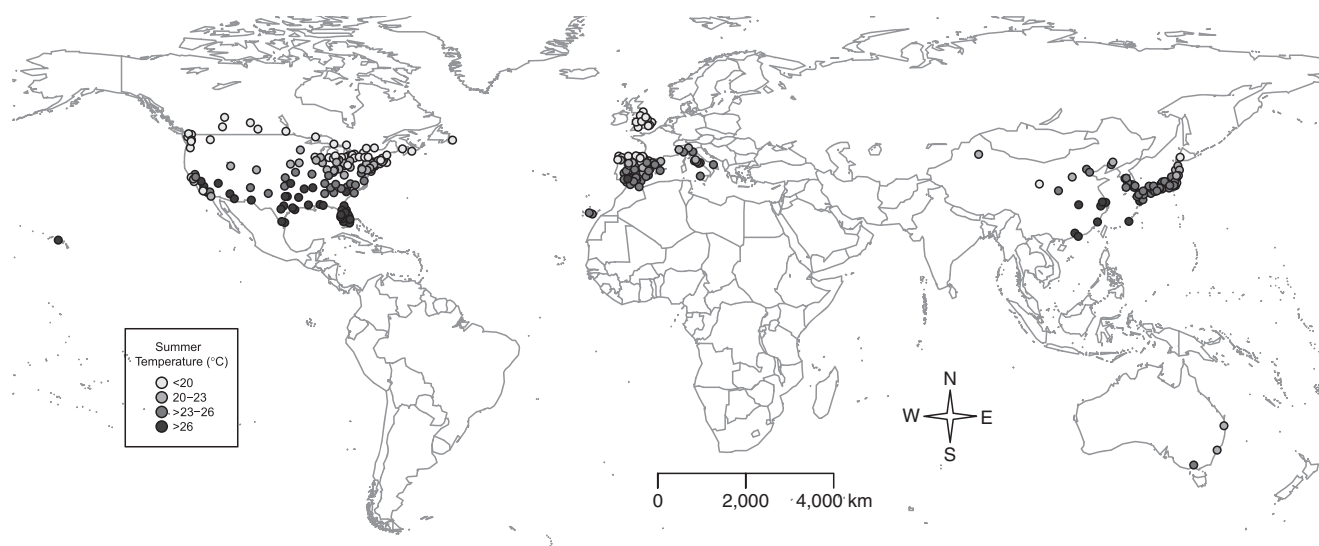 Summer
Temperature (°C)
<20
20–23
>23–26
>26
N
W E
S
0 2,000 4,000 km